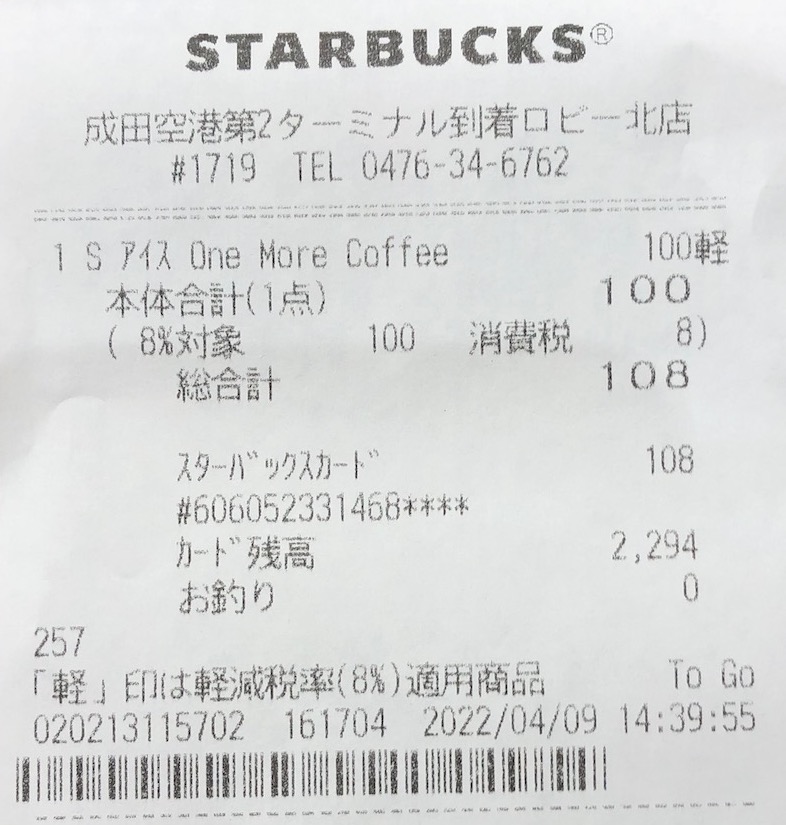 STARBUCKS®
成田空港第2ターミナル到着ロビー北店
#1719 TEL 0476-34-6762
1 S ｱｲｽ One More Coffee 100軽
本体合計(1点) 100
( 8%対象 100 消費税 8)
総合計 108
ｽﾀｰﾊﾞｯｸｽｶｰﾄﾞ 108
#606052331468****
ｶｰﾄﾞ残高 2,294
お釣り 0
257
「軽」印は軽減税率(8%)適用商品 To Go
020213115702 161704 2022/04/09 14:39:55